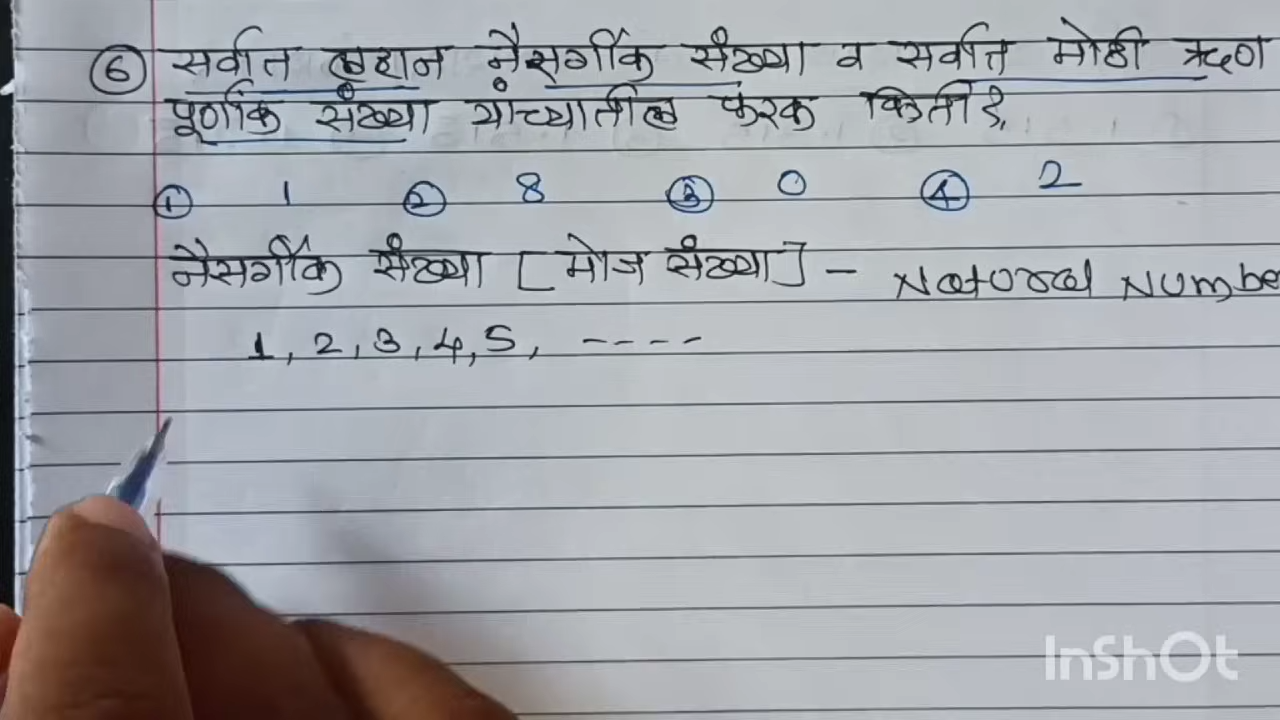 ⑥ सर्वात लहान नैसर्गीक संख्या व सर्वात मोठी ऋण
पूर्णांक संख्या यांच्यातील फरक किती?
① 1 ② 8 ③ 0 ④ 2
नैसर्गीक संख्या [मोज संख्या] - Natural Numbe
1, 2, 3, 4, 5, ----
InShOt